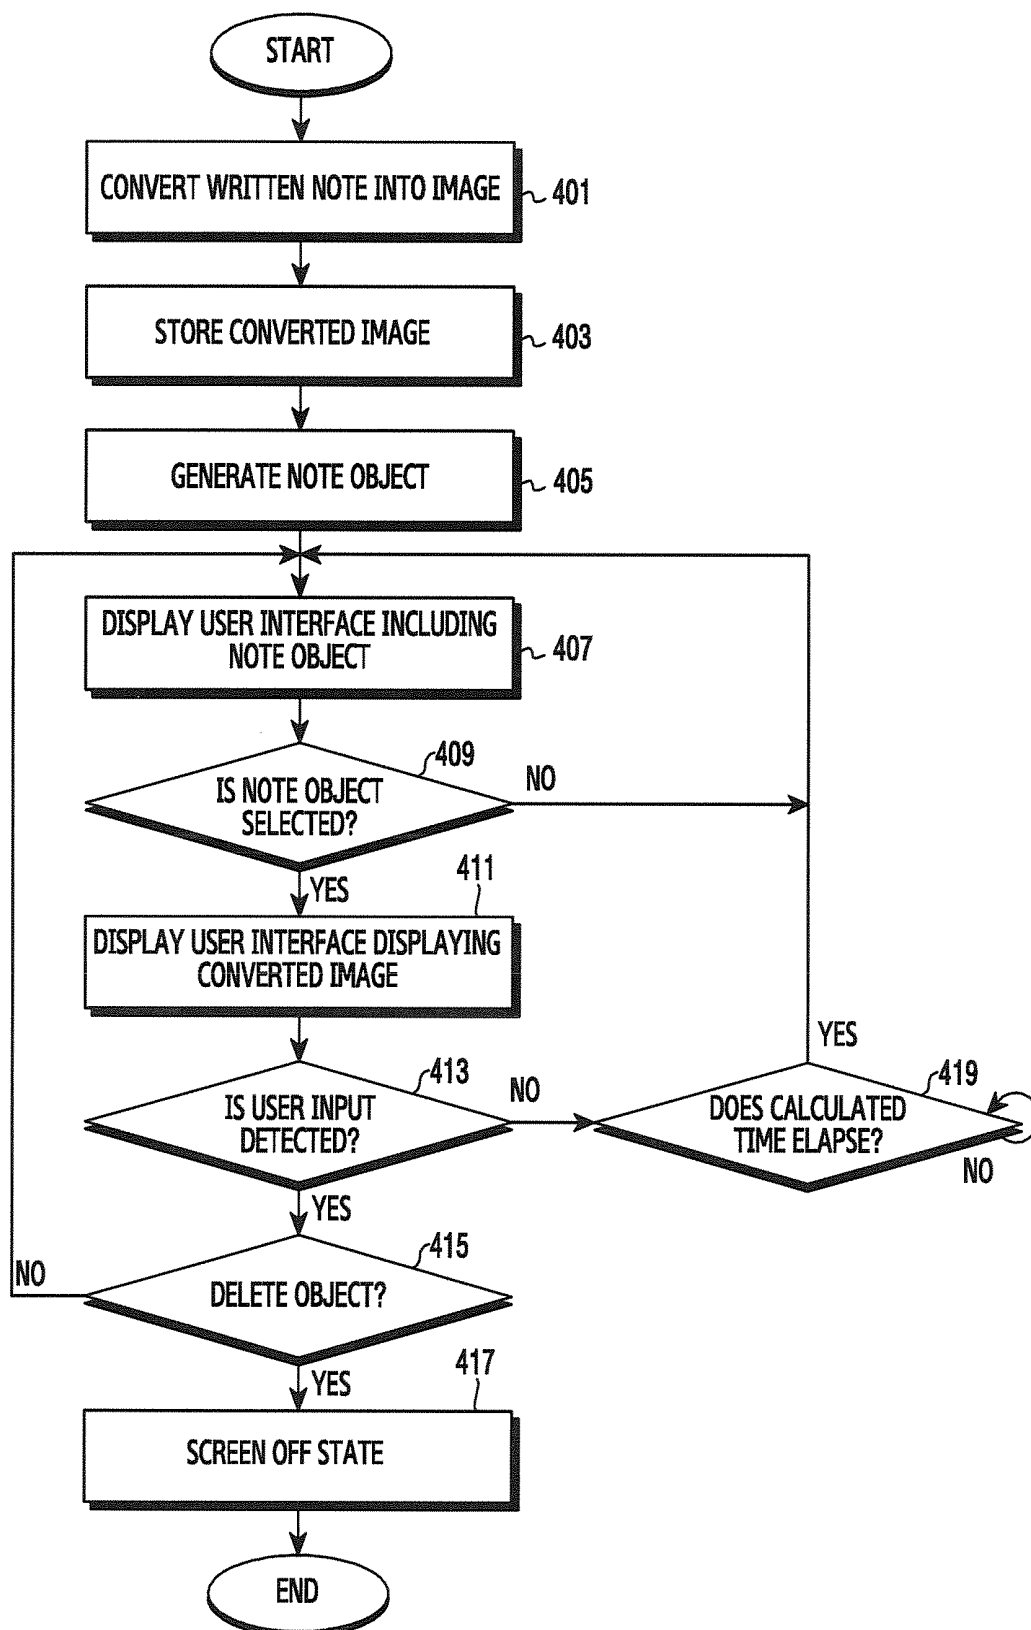 START
CONVERT WRITTEN NOTE INTO IMAGE
401
STORE CONVERTED IMAGE
403
GENERATE NOTE OBJECT
405
DISPLAY USER INTERFACE INCLUDING
NOTE OBJECT
407
409
IS NOTE OBJECT
SELECTED?
NO
YES
411
DISPLAY USER INTERFACE DISPLAYING
CONVERTED IMAGE
413
IS USER INPUT
DETECTED?
NO
YES
419
DOES CALCULATED
TIME ELAPSE?
YES
NO
415
DELETE OBJECT?
NO
YES
417
SCREEN OFF STATE
END